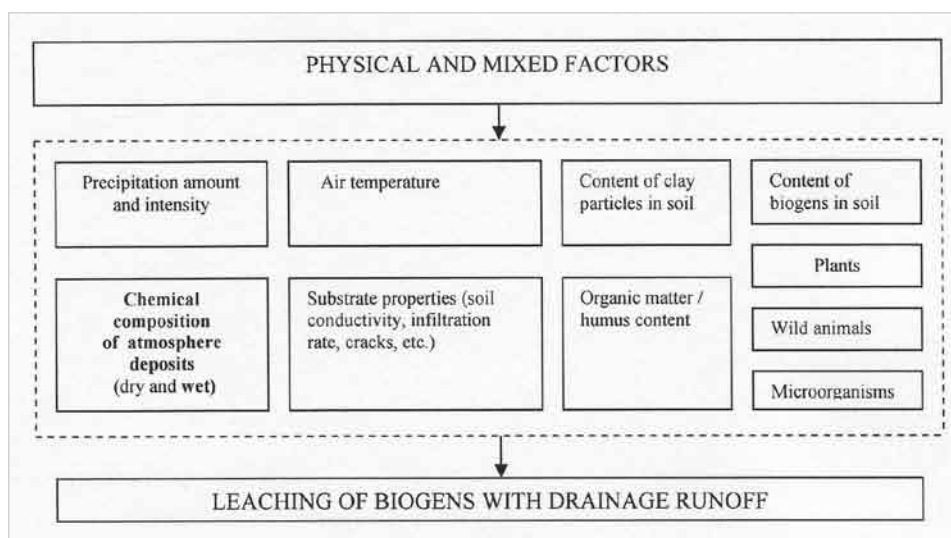 PHYSICAL AND MIXED FACTORS
Precipitation amount
and intensity
Air temperature
Content of clay
particles in soil
Content of
biogens in soil
Plants
Chemical
composition
of atmosphere
deposits
(dry and wet)
Substrate properties (soil
conductivity, infiltration
rate, cracks, etc.)
Organic matter /
humus content
Wild animals
Microorganisms
LEACHING OF BIOGENS WITH DRAINAGE RUNOFF